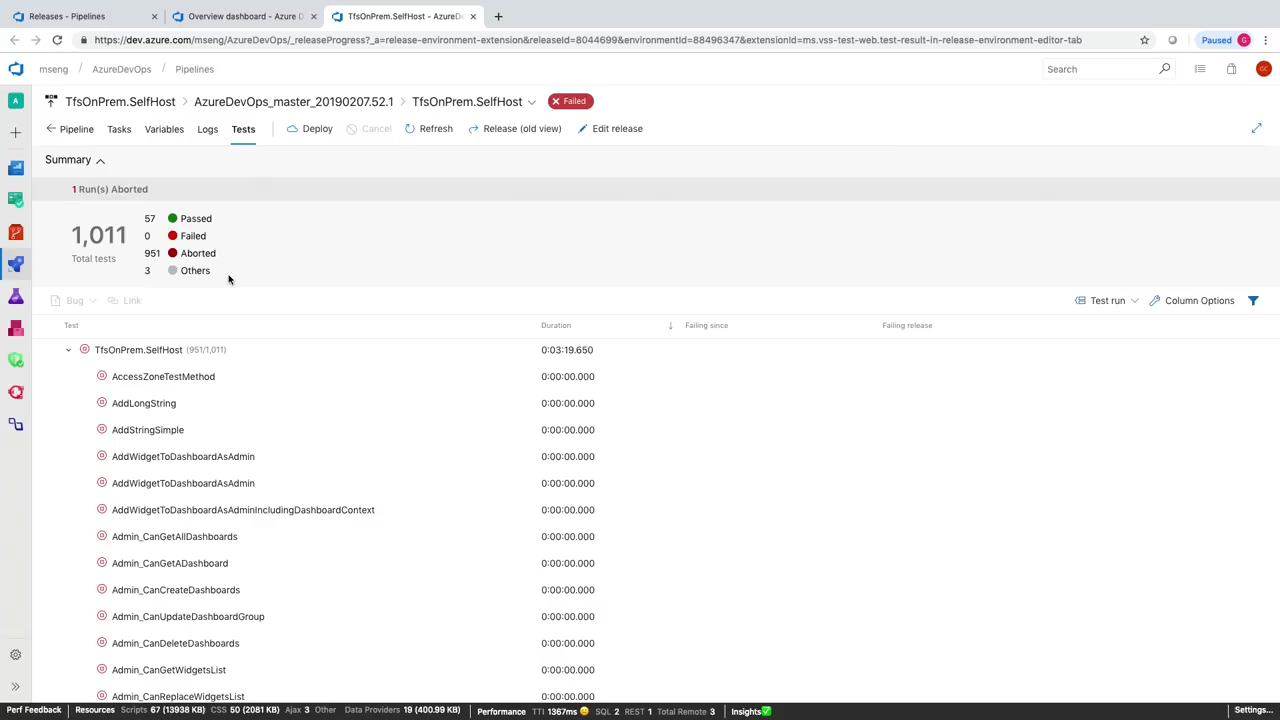 Releases - Pipelines
Overview dashboard - Azure D
TfsOnPrem.SelfHost - AzureDe
https://dev.azure.com/mseng/AzureDevOps/_releaseProgress?_a=release-environment-extension&releaseId=8044699&environmentId=88496347&extensionId=ms.vss-test-web.test-result-in-release-environment-editor-tab
Paused G
mseng AzureDevOps Pipelines
Search
GC
A
TfsOnPrem.SelfHost > AzureDevOps_master_20190207.52.1 > TfsOnPrem.SelfHost
Failed
Pipeline Tasks Variables Logs Tests Deploy Cancel Refresh Release (old view) Edit release
Summary
1 Run(s) Aborted
1,011
Total tests
57 Passed
0 Failed
951 Aborted
3 Others
Bug Link
Test run Column Options
Test Duration Failing since Failing release
TfsOnPrem.SelfHost (951/1,011) 0:03:19.650
AccessZoneTestMethod 0:00:00.000
AddLongString 0:00:00.000
AddStringSimple 0:00:00.000
AddWidgetToDashboardAsAdmin 0:00:00.000
AddWidgetToDashboardAsAdmin 0:00:00.000
AddWidgetToDashboardAsAdminIncludingDashboardContext 0:00:00.000
Admin_CanGetAllDashboards 0:00:00.000
Admin_CanGetADashboard 0:00:00.000
Admin_CanCreateDashboards 0:00:00.000
Admin_CanUpdateDashboardGroup 0:00:00.000
Admin_CanDeleteDashboards 0:00:00.000
Admin_CanGetWidgetsList 0:00:00.000
Admin_CanReplaceWidgetsList 0:00:00.000
Perf Feedback Resources Scripts 67 (13938 KB) CSS 50 (2081 KB) Ajax 3 Other Data Providers 19 (400.99 KB) Performance TTI 1367ms SQL 2 REST 1 Total Remote 3 Insights Settings...